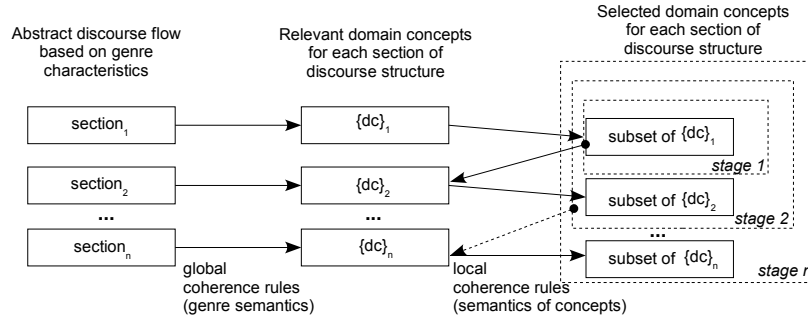 Abstract discourse flow
based on genre
characteristics
Relevant domain concepts
for each section of
discourse structure
Selected domain concepts
for each section of
discourse structure
section1
{dc}1
subset of {dc}1
stage 1
section2
{dc}2
subset of {dc}2
stage 2
...
...
...
sectionn
{dc}n
subset of {dc}n
stage n
global
coherence rules
(genre semantics)
local
coherence rules
(semantics of concepts)